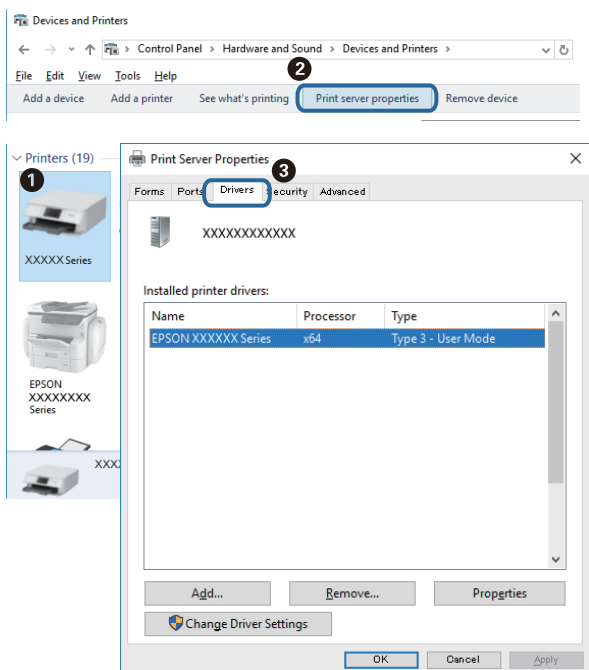 Devices and Printers
Control Panel > Hardware and Sound > Devices and Printers >
File Edit View Tools Help
2
Add a device Add a printer See what's printing Print server properties Remove device
Printers (19)
1
XXXXX Series
EPSON
XXXXXXXX
Series
XXX
Print Server Properties
3
Forms Ports Drivers Security Advanced
XXXXXXXXXXXX
Installed printer drivers:
Name Processor Type
EPSON XXXXXX Series x64 Type 3 - User Mode
Add... Remove... Properties
Change Driver Settings
OK Cancel Apply